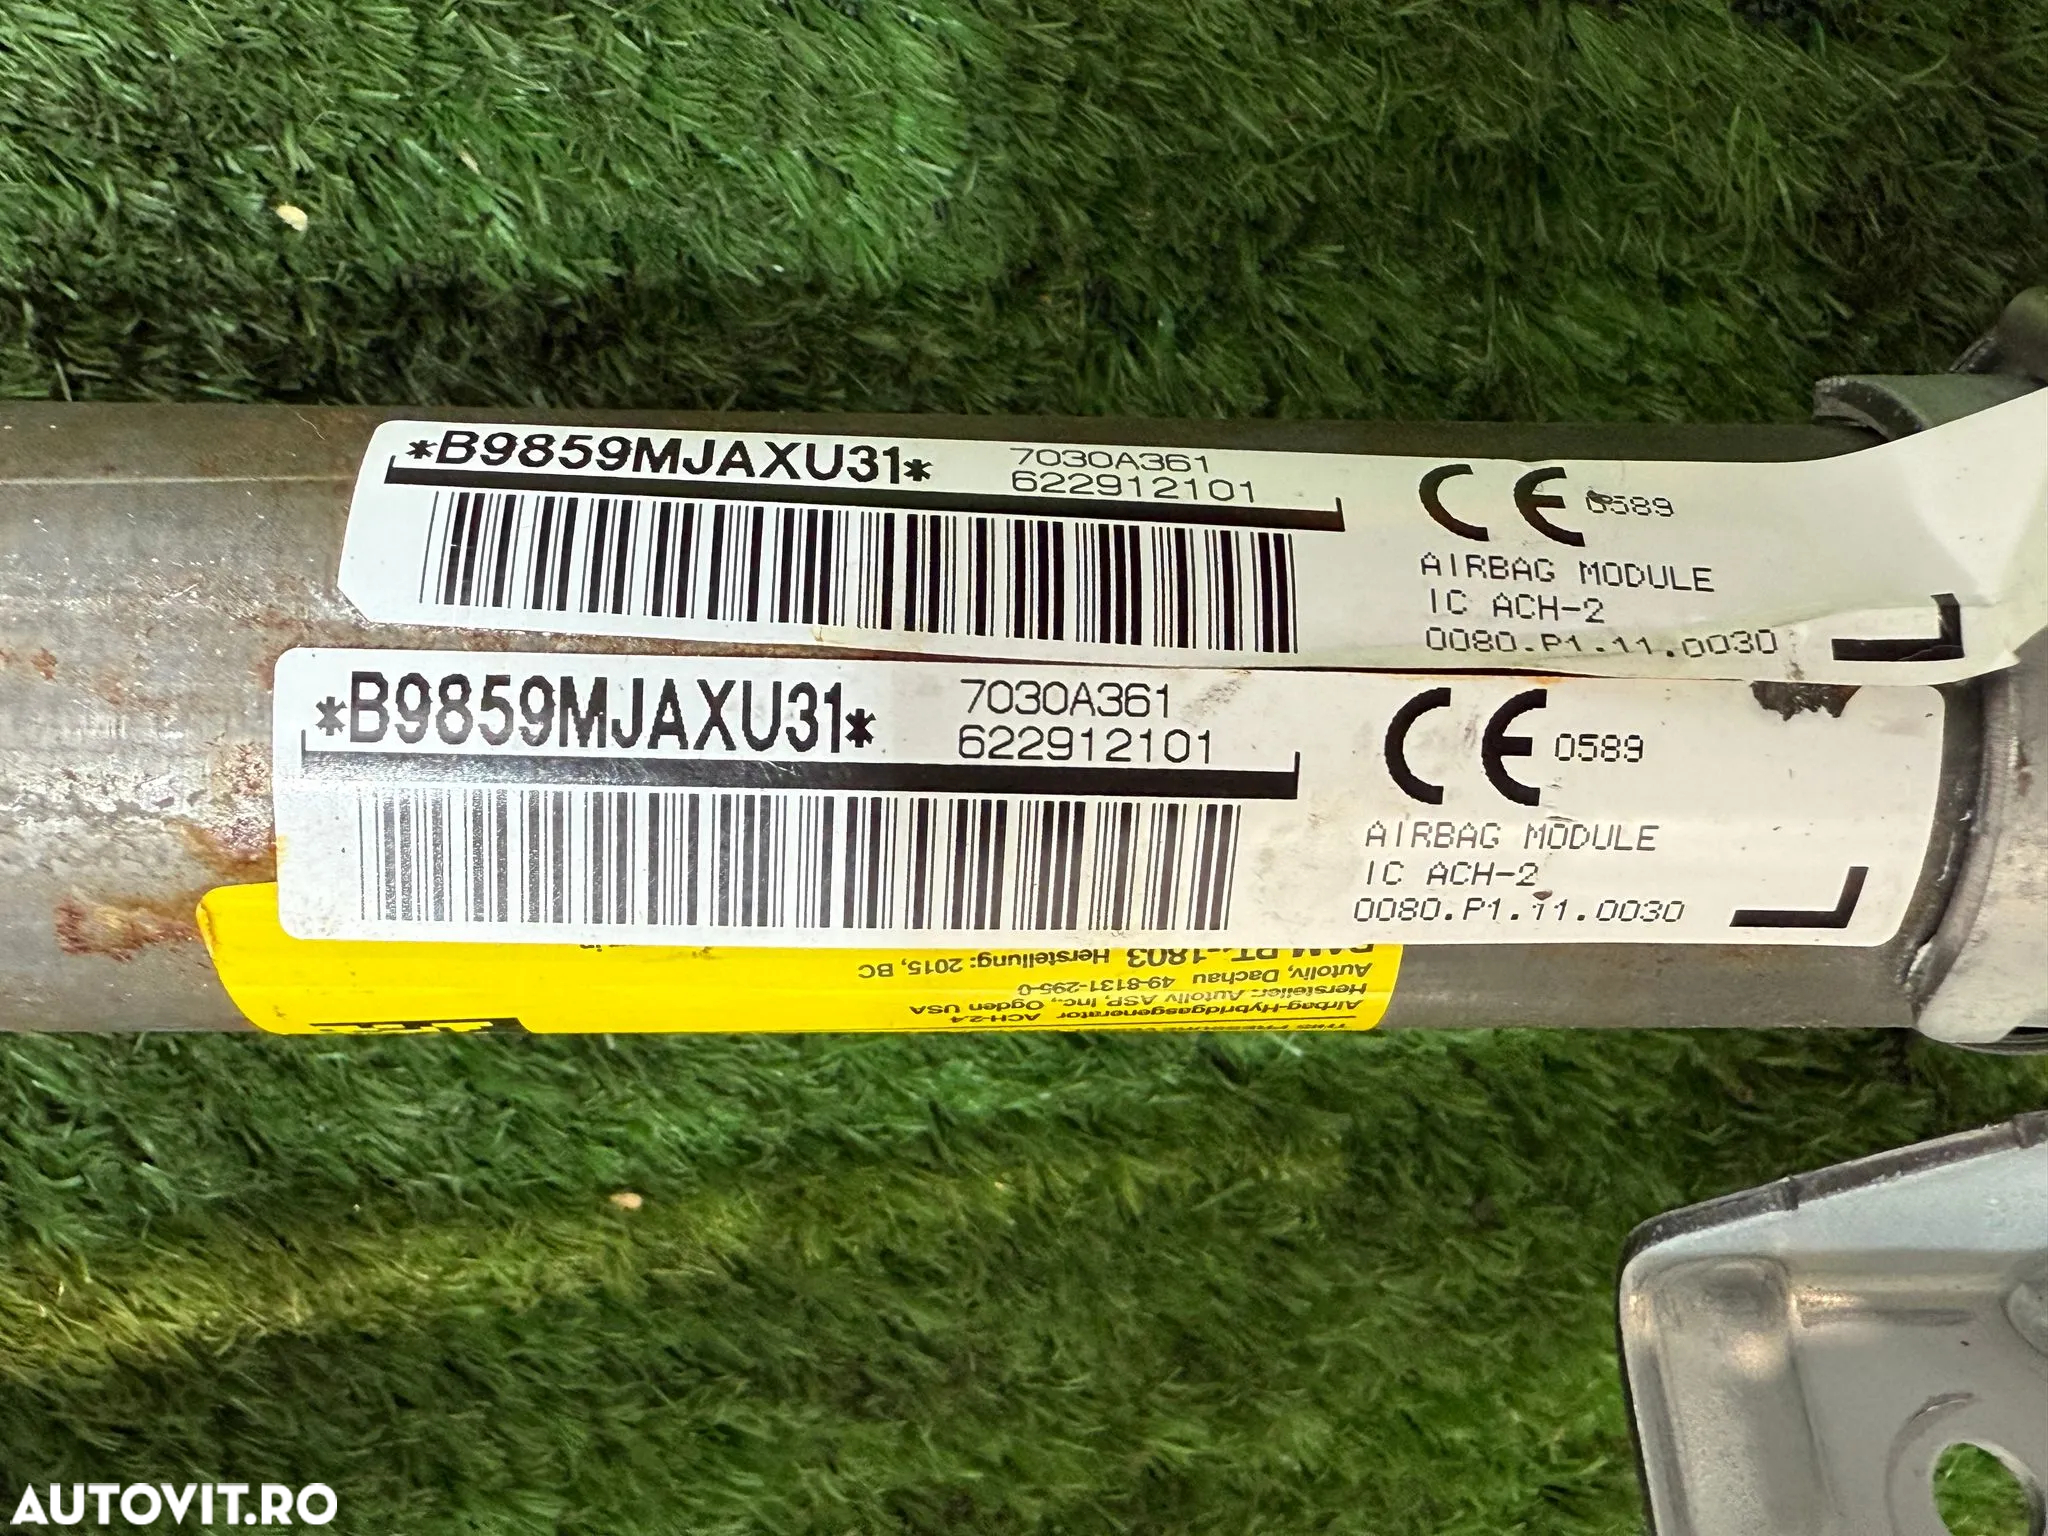 *B9859MJAXU31*
7030A361
622912101
CE 0589
AIRBAG MODULE
IC ACH-2
0080.P1.11.0030
*B9859MJAXU31*
7030A361
622912101
CE 0589
AIRBAG MODULE
IC ACH-2
0080.P1.11.0030
Airbag-Hybridgasgenerator ACH-2.4
Hersteller: Autoliv ASP, Inc., Ogden USA
Autoliv, Dachau 49-8131-295-0
1803 Herstellung: 2015, BC
AUTOVIT.RO